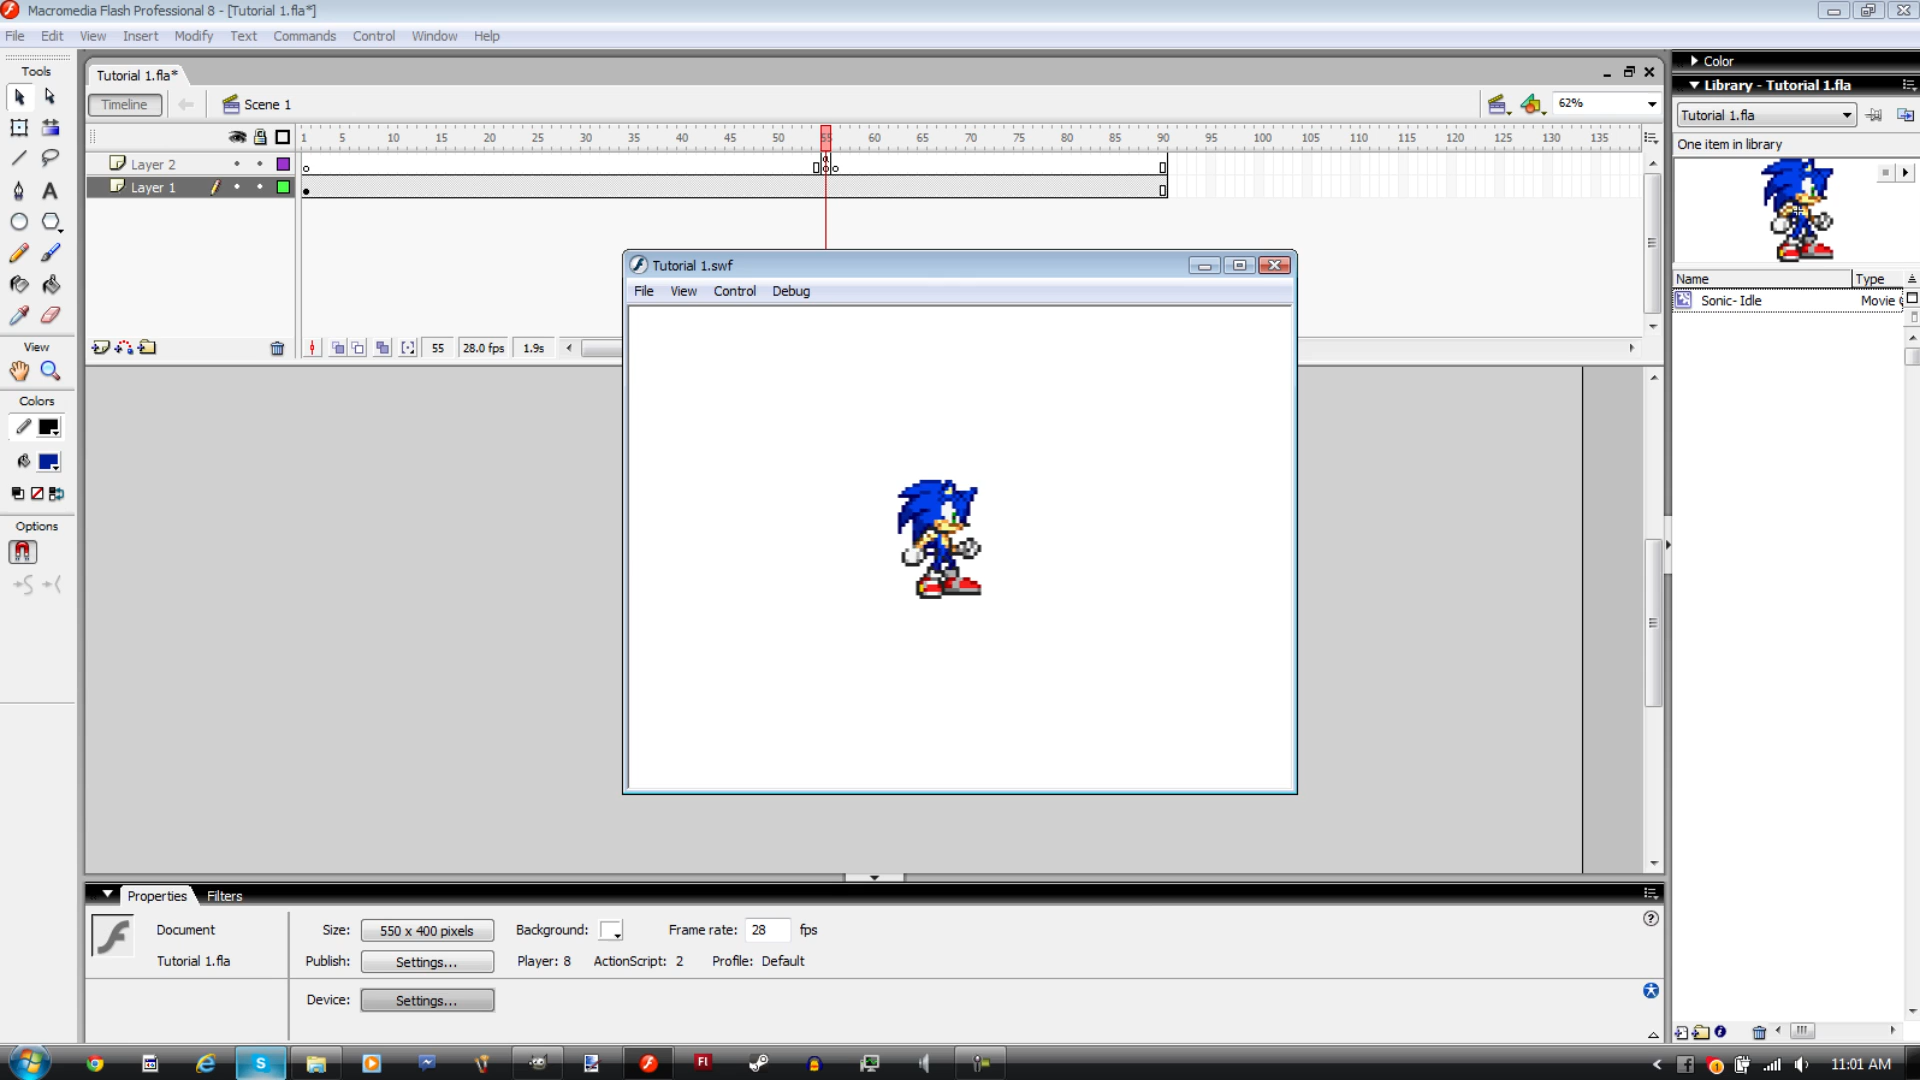 Macromedia Flash Professional 8 - [Tutorial 1.fla*]
File Edit View Insert Modify Text Commands Control Window Help
Tools
Tutorial 1.fla*
Timeline
Scene 1
62%
1 5 10 15 20 25 30 35 40 45 50 55 60 65 70 75 80 85 90 95 100 105 110 115 120 125 130 135
Layer 2
Layer 1
55 28.0 fps 1.9s
View
Colors
Options
Tutorial 1.swf
File View Control Debug
Color
Library - Tutorial 1.fla
Tutorial 1.fla
One item in library
Name Type
Sonic- Idle Movie
Properties Filters
Document
Tutorial 1.fla
Size: 550 x 400 pixels Background: Frame rate: 28 fps
Publish: Settings... Player: 8 ActionScript: 2 Profile: Default
Device: Settings...
11:01 AM